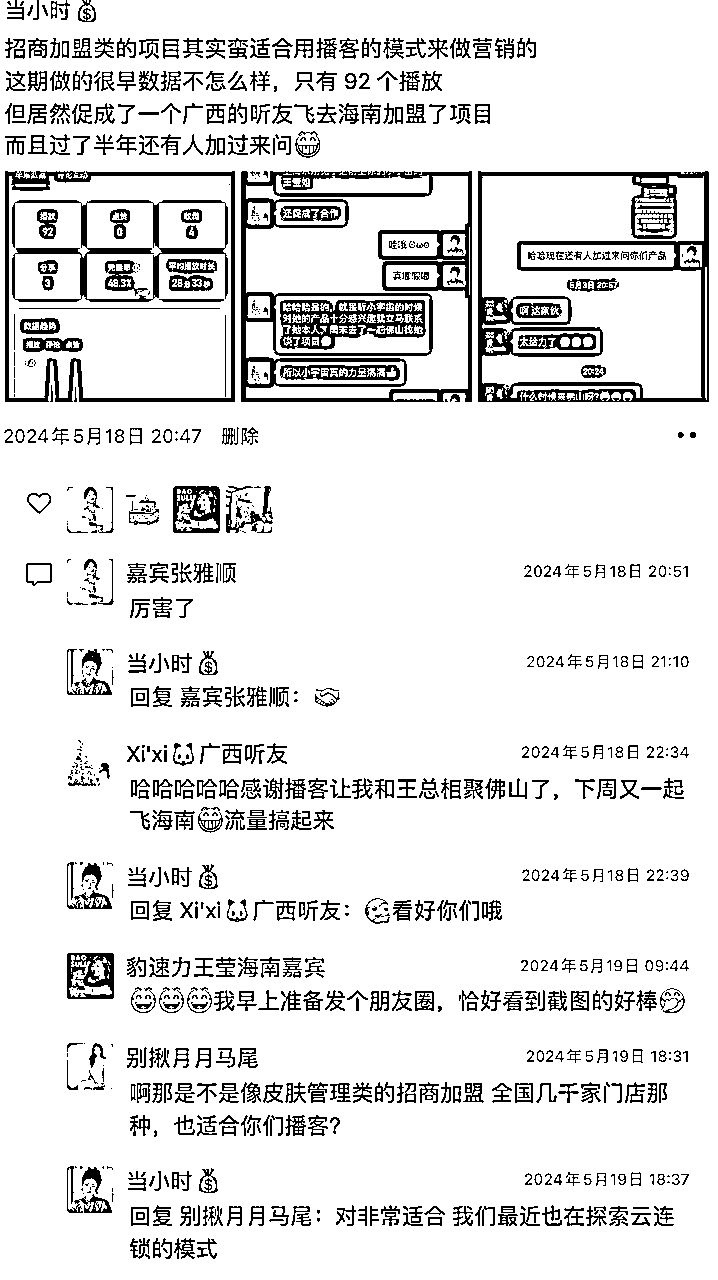 当小时💰
招商加盟类的项目其实蛮适合用播客的模式来做营销的
这期做的很早数据不怎么样，只有 92 个播放
但居然促成了一个广西的听友飞去海南加盟了项目
而且过了半年还有人加过来问😁
播放
92
点赞
0
收藏
4
分享
3
完播率
48.3%
平均播放时长
28分33秒
数据趋势
播放 评论 点赞
还促成了合作
哇哦
真堪假嘟
哈哈哈是的，就是听小宇宙的时候
对她的产品十分感兴趣我立马联系
了她本人了周末去了一趟佛山找她
谈了项目
所以小宇宙真的力量满满👍
哈哈现在还有人加过来问你们产品
5月3日 20:57
啊 这家伙
太给力了
20:24
什么时候来佛山呀?
2024年5月18日 20:47 删除
嘉宾张雅顺
2024年5月18日 20:51
厉害了
当小时💰
2024年5月18日 21:10
回复 嘉宾张雅顺：🤝
Xi'xi🐼广西听友
2024年5月18日 22:34
哈哈哈哈哈感谢播客让我和王总相聚佛山了，下周又一起
飞海南😁流量搞起来
当小时💰
2024年5月18日 22:39
回复 Xi'xi🐼广西听友：🥰看好你们哦
豹速力王莹海南嘉宾
2024年5月19日 09:44
😄😄😄我早上准备发个朋友圈，恰好看到截图的好棒🤭
别揪月月马尾
2024年5月19日 18:31
啊那是不是像皮肤管理类的招商加盟 全国几千家门店那
种，也适合你们播客?
当小时💰
2024年5月19日 18:37
回复 别揪月月马尾：对非常适合 我们最近也在探索云连
锁的模式